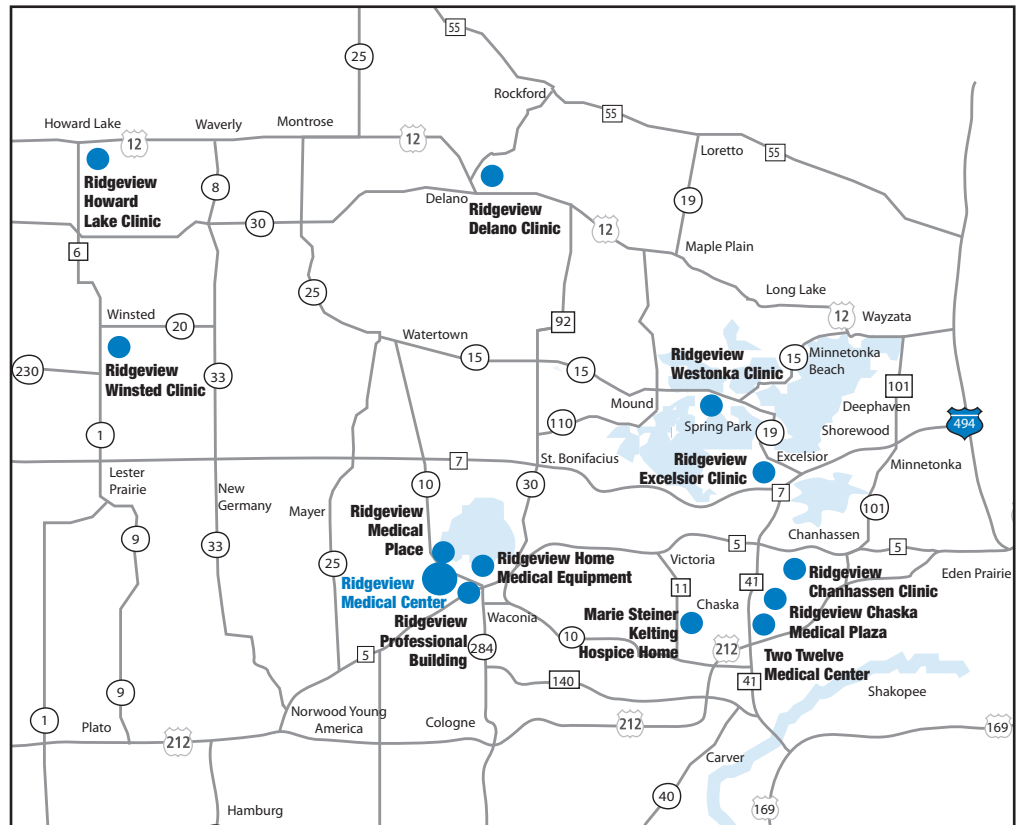 55
25
Rockford
55
Howard Lake
Waverly
Montrose
12
12
Loretto
55
Ridgeview
Howard
Lake Clinic
8
Delano
Ridgeview
Delano Clinic
19
30
12
6
Maple Plain
25
Long Lake
Winsted
20
92
12
Wayzata
Watertown
Ridgeview
Winsted Clinic
230
33
15
15
Ridgeview
Westonka Clinic
15
Minnetonka
Beach
101
Mound
Deephaven
110
Spring Park
19
Shorewood
494
1
7
St. Bonifacius
Ridgeview
Excelsior Clinic
Excelsior
Minnetonka
Lester
Prairie
New
Germany
10
30
7
101
Mayer
Ridgeview
Medical
Place
9
33
25
Chanhassen
5
5
Victoria
Ridgeview Home
Medical Equipment
Eden Prairie
Ridgeview
Medical Center
11
41
Ridgeview
Chanhassen Clinic
Chaska
Ridgeview Chaska
Medical Plaza
Marie Steiner
Kelting
Hospice Home
Waconia
Ridgeview
Professional
Building
284
10
212
5
Two Twelve
Medical Center
140
41
9
Shakopee
1
Norwood Young
America
Cologne
212
Plato
212
169
Carver
40
169
Hamburg